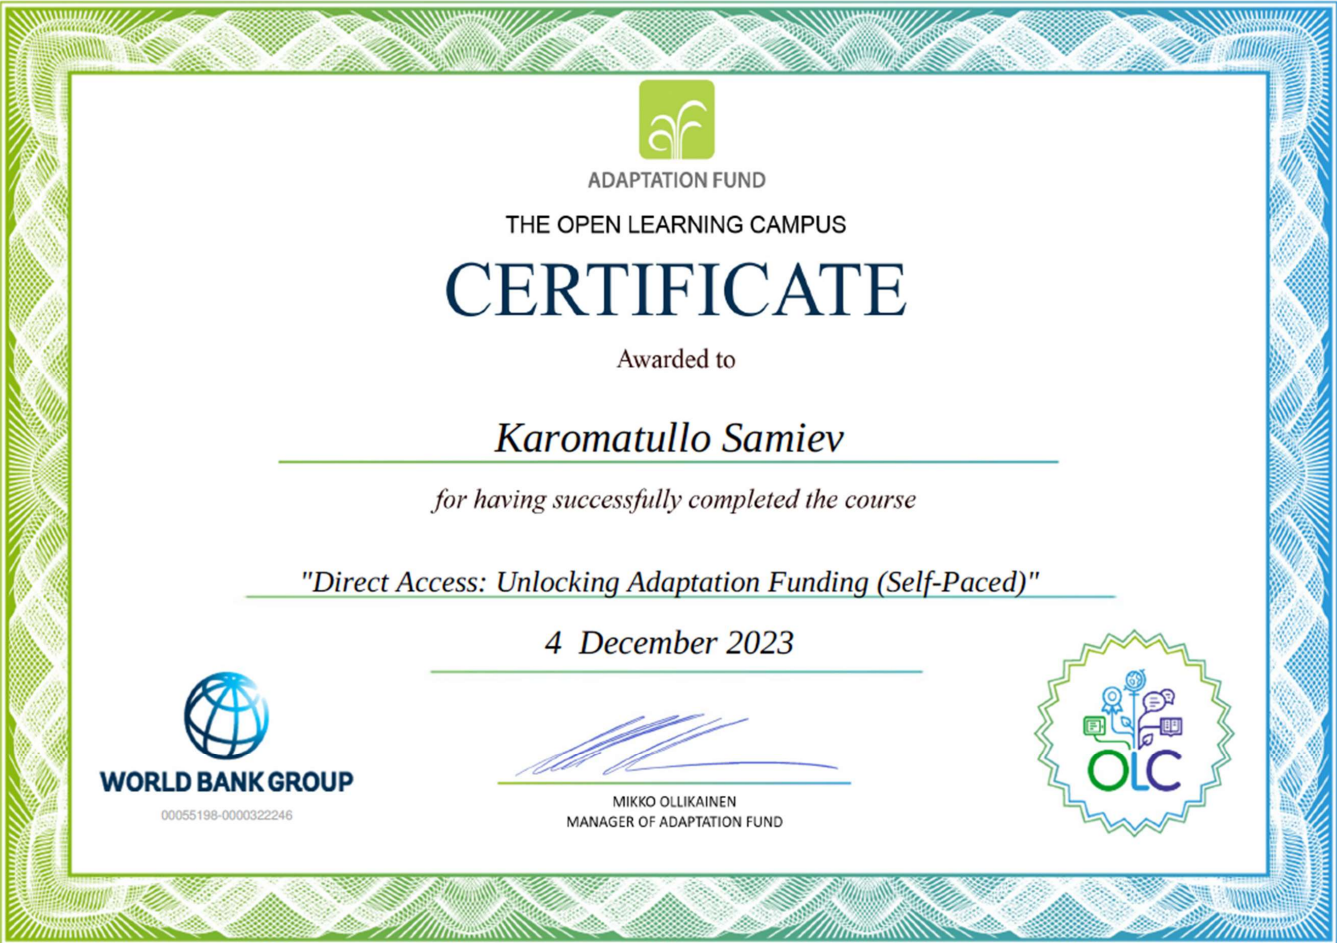 ADAPTATION FUND
THE OPEN LEARNING CAMPUS
CERTIFICATE
Awarded to
Karomatullo Samiev
for having successfully completed the course
"Direct Access: Unlocking Adaptation Funding (Self-Paced)"
4 December 2023
WORLD BANK GROUP
00055198-0000322246
MIKKO OLLIKAINEN
MANAGER OF ADAPTATION FUND
OLC